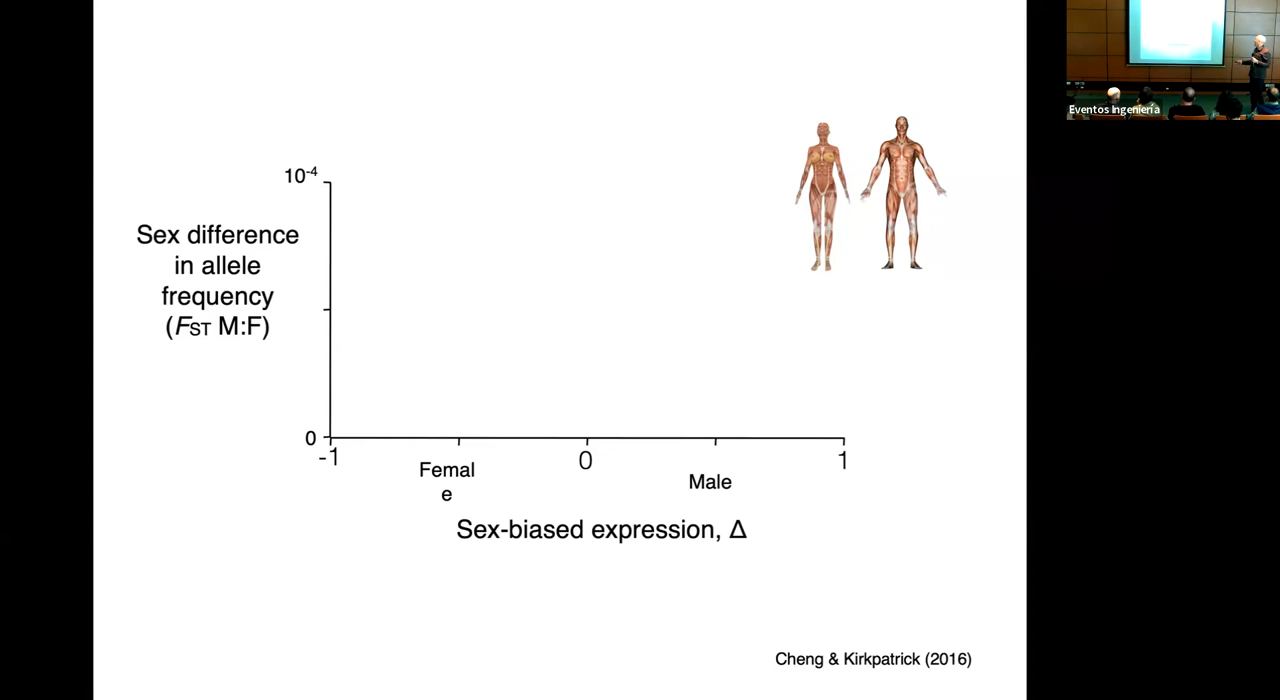 Eventos Ingeniería
10-4
Sex difference
in allele
frequency
(FST M:F)
0
-1
0
1
Femal
e
Male
Sex-biased expression, Δ
Cheng & Kirkpatrick (2016)